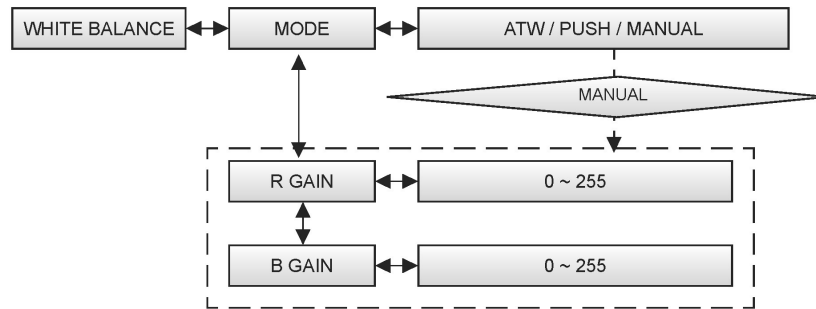 WHITE BALANCE
MODE
ATW / PUSH / MANUAL
MANUAL
R GAIN
0 ~ 255
B GAIN
0 ~ 255